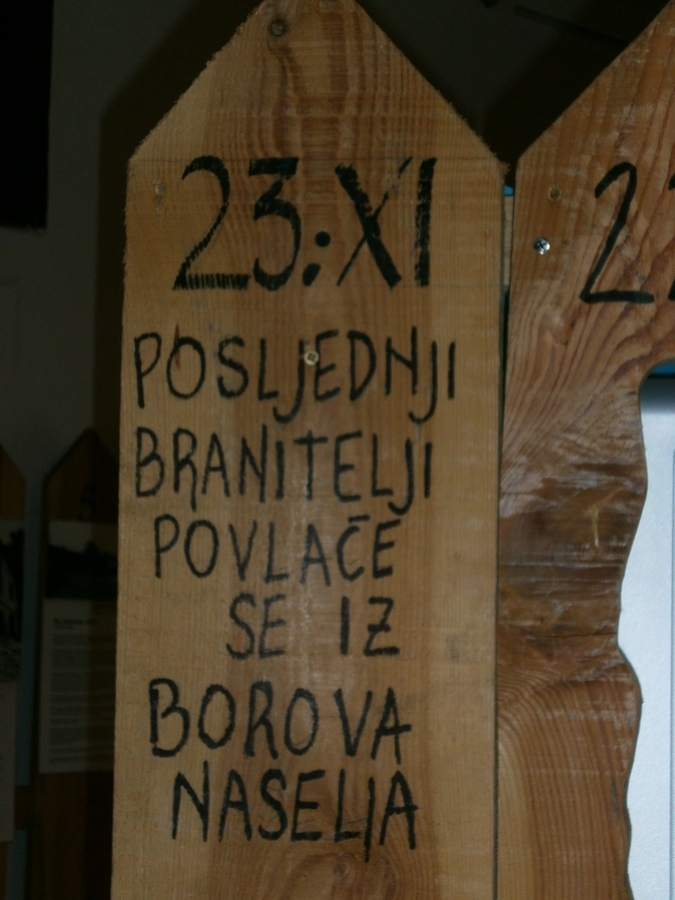 23.XI
POSLJEDNJI
BRANITELJI
POVLAČE
SE IZ
BOROVA
NASELJA